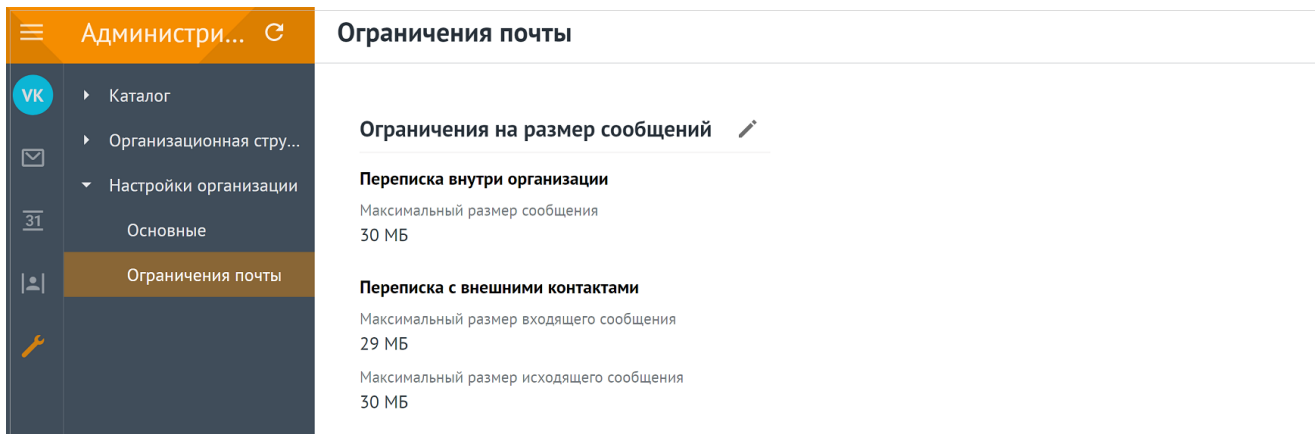 Администри...
Ограничения почты
VK
Каталог
Организационная стру...
Настройки организации
31
Основные
Ограничения почты
Ограничения на размер сообщений
Переписка внутри организации
Максимальный размер сообщения
30 МБ
Переписка с внешними контактами
Максимальный размер входящего сообщения
29 МБ
Максимальный размер исходящего сообщения
30 МБ